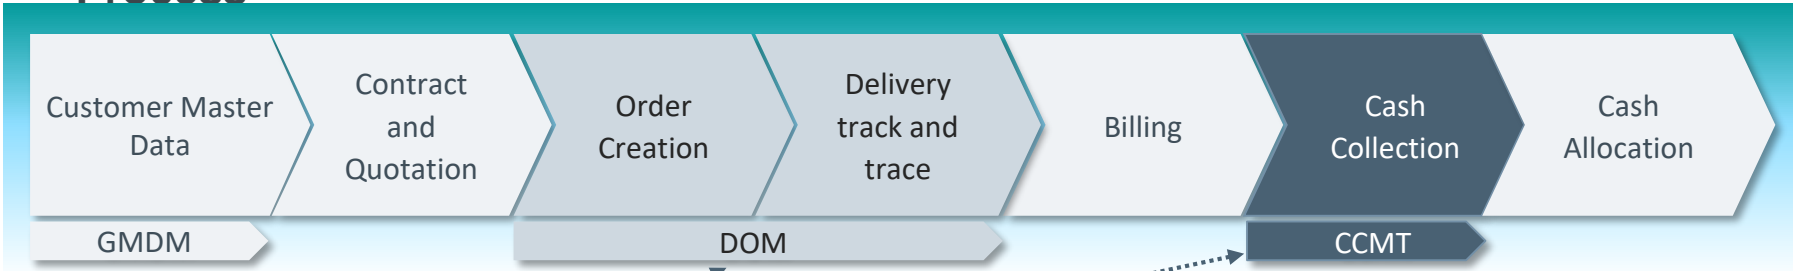 Customer Master
Data
Contract
and
Quotation
Order
Creation
Delivery
track and
trace
Billing
Cash
Collection
Cash
Allocation
GMDM
DOM
CCMT